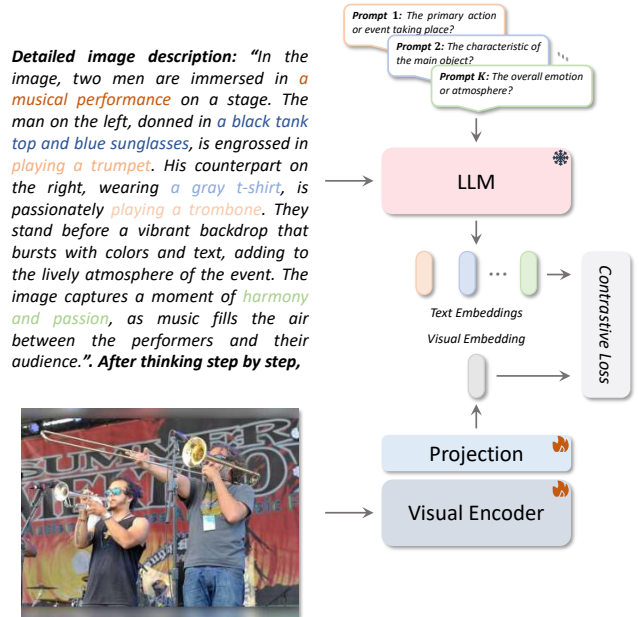 Detailed image description: “In the
image, two men are immersed in a
musical performance on a stage. The
man on the left, donned in a black tank
top and blue sunglasses, is engrossed in
playing a trumpet. His counterpart on
the right, wearing a gray t-shirt, is
passionately playing a trombone. They
stand before a vibrant backdrop that
bursts with colors and text, adding to
the lively atmosphere of the event. The
image captures a moment of harmony
and passion, as music fills the air
between the performers and their
audience.”. After thinking step by step,
Prompt 1: The primary action
or event taking place?
Prompt 2: The characteristic of
the main object?
Prompt K: The overall emotion
or atmosphere?
LLM
Text Embeddings
Visual Embedding
Contrastive Loss
Projection
Visual Encoder
SUMMER